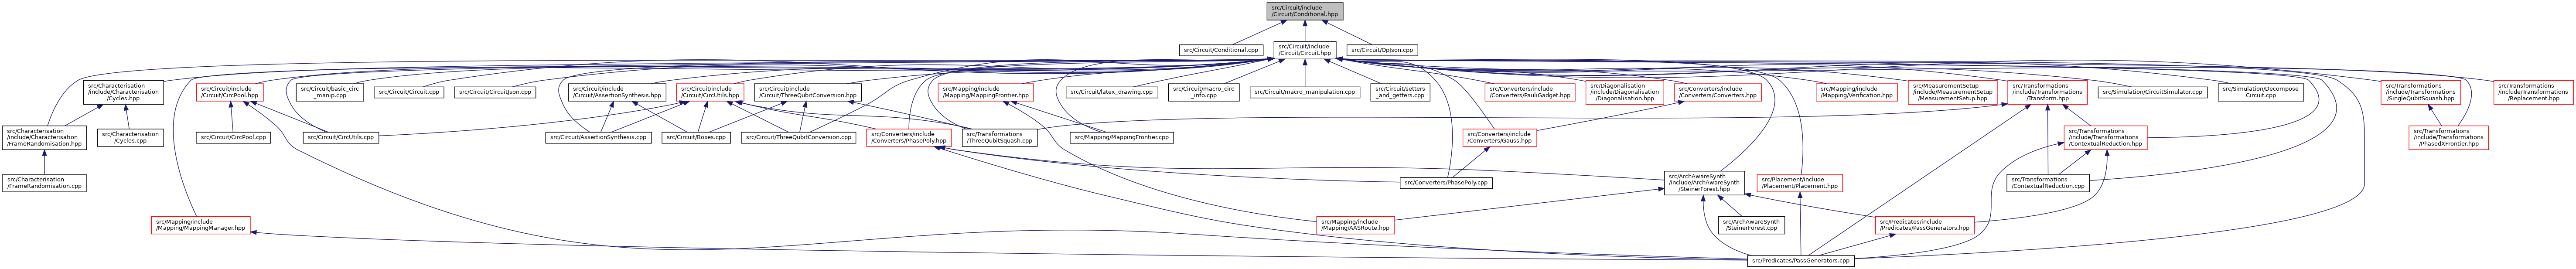 src/Circuit/include
/Circuit/Conditional.hpp
src/Circuit/Conditional.cpp
src/Circuit/include
/Circuit/Circuit.hpp
src/Circuit/OpJson.cpp
src/Characterisation
/include/Characterisation
/Cycles.hpp
src/Circuit/include
/Circuit/CircPool.hpp
src/Circuit/basic_circ
_manip.cpp
src/Circuit/Circuit.cpp
src/Circuit/CircuitJson.cpp
src/Circuit/include
/Circuit/AssertionSynthesis.hpp
src/Circuit/include
/Circuit/CircUtils.hpp
src/Circuit/include
/Circuit/ThreeQubitConversion.hpp
src/Mapping/include
/Mapping/MappingFrontier.hpp
src/Circuit/latex_drawing.cpp
src/Circuit/macro_circ
_info.cpp
src/Circuit/macro_manipulation.cpp
src/Circuit/setters
_and_getters.cpp
src/Converters/include
/Converters/PauliGadget.hpp
src/Diagonalisation
/include/Diagonalisation
/Diagonalisation.hpp
src/Converters/include
/Converters/Converters.hpp
src/Mapping/include
/Mapping/Verification.hpp
src/MeasurementSetup
/include/MeasurementSetup
/MeasurementSetup.hpp
src/Transformations
/include/Transformations
/Transform.hpp
src/Simulation/CircuitSimulator.cpp
src/Simulation/Decompose
Circuit.cpp
src/Transformations
/include/Transformations
/SingleQubitSquash.hpp
src/Transformations
/include/Transformations
/Replacement.hpp
src/Characterisation
/include/Characterisation
/FrameRandomisation.hpp
src/Characterisation
/Cycles.cpp
src/Circuit/CircPool.cpp
src/Circuit/CircUtils.cpp
src/Circuit/AssertionSynthesis.cpp
src/Circuit/Boxes.cpp
src/Circuit/ThreeQubitConversion.cpp
src/Converters/include
/Converters/PhasePoly.hpp
src/Transformations
/ThreeQubitSquash.cpp
src/Mapping/MappingFrontier.cpp
src/Converters/include
/Converters/Gauss.hpp
src/Transformations
/include/Transformations
/ContextualReduction.hpp
src/Transformations
/include/Transformations
/PhasedXFrontier.hpp
src/Characterisation
/FrameRandomisation.cpp
src/Converters/PhasePoly.cpp
src/ArchAwareSynth
/include/ArchAwareSynth
/SteinerForest.hpp
src/Placement/include
/Placement/Placement.hpp
src/Transformations
/ContextualReduction.cpp
src/Mapping/include
/Mapping/MappingManager.hpp
src/Mapping/include
/Mapping/AASRoute.hpp
src/ArchAwareSynth
/SteinerForest.cpp
src/Predicates/include
/Predicates/PassGenerators.hpp
src/Predicates/PassGenerators.cpp